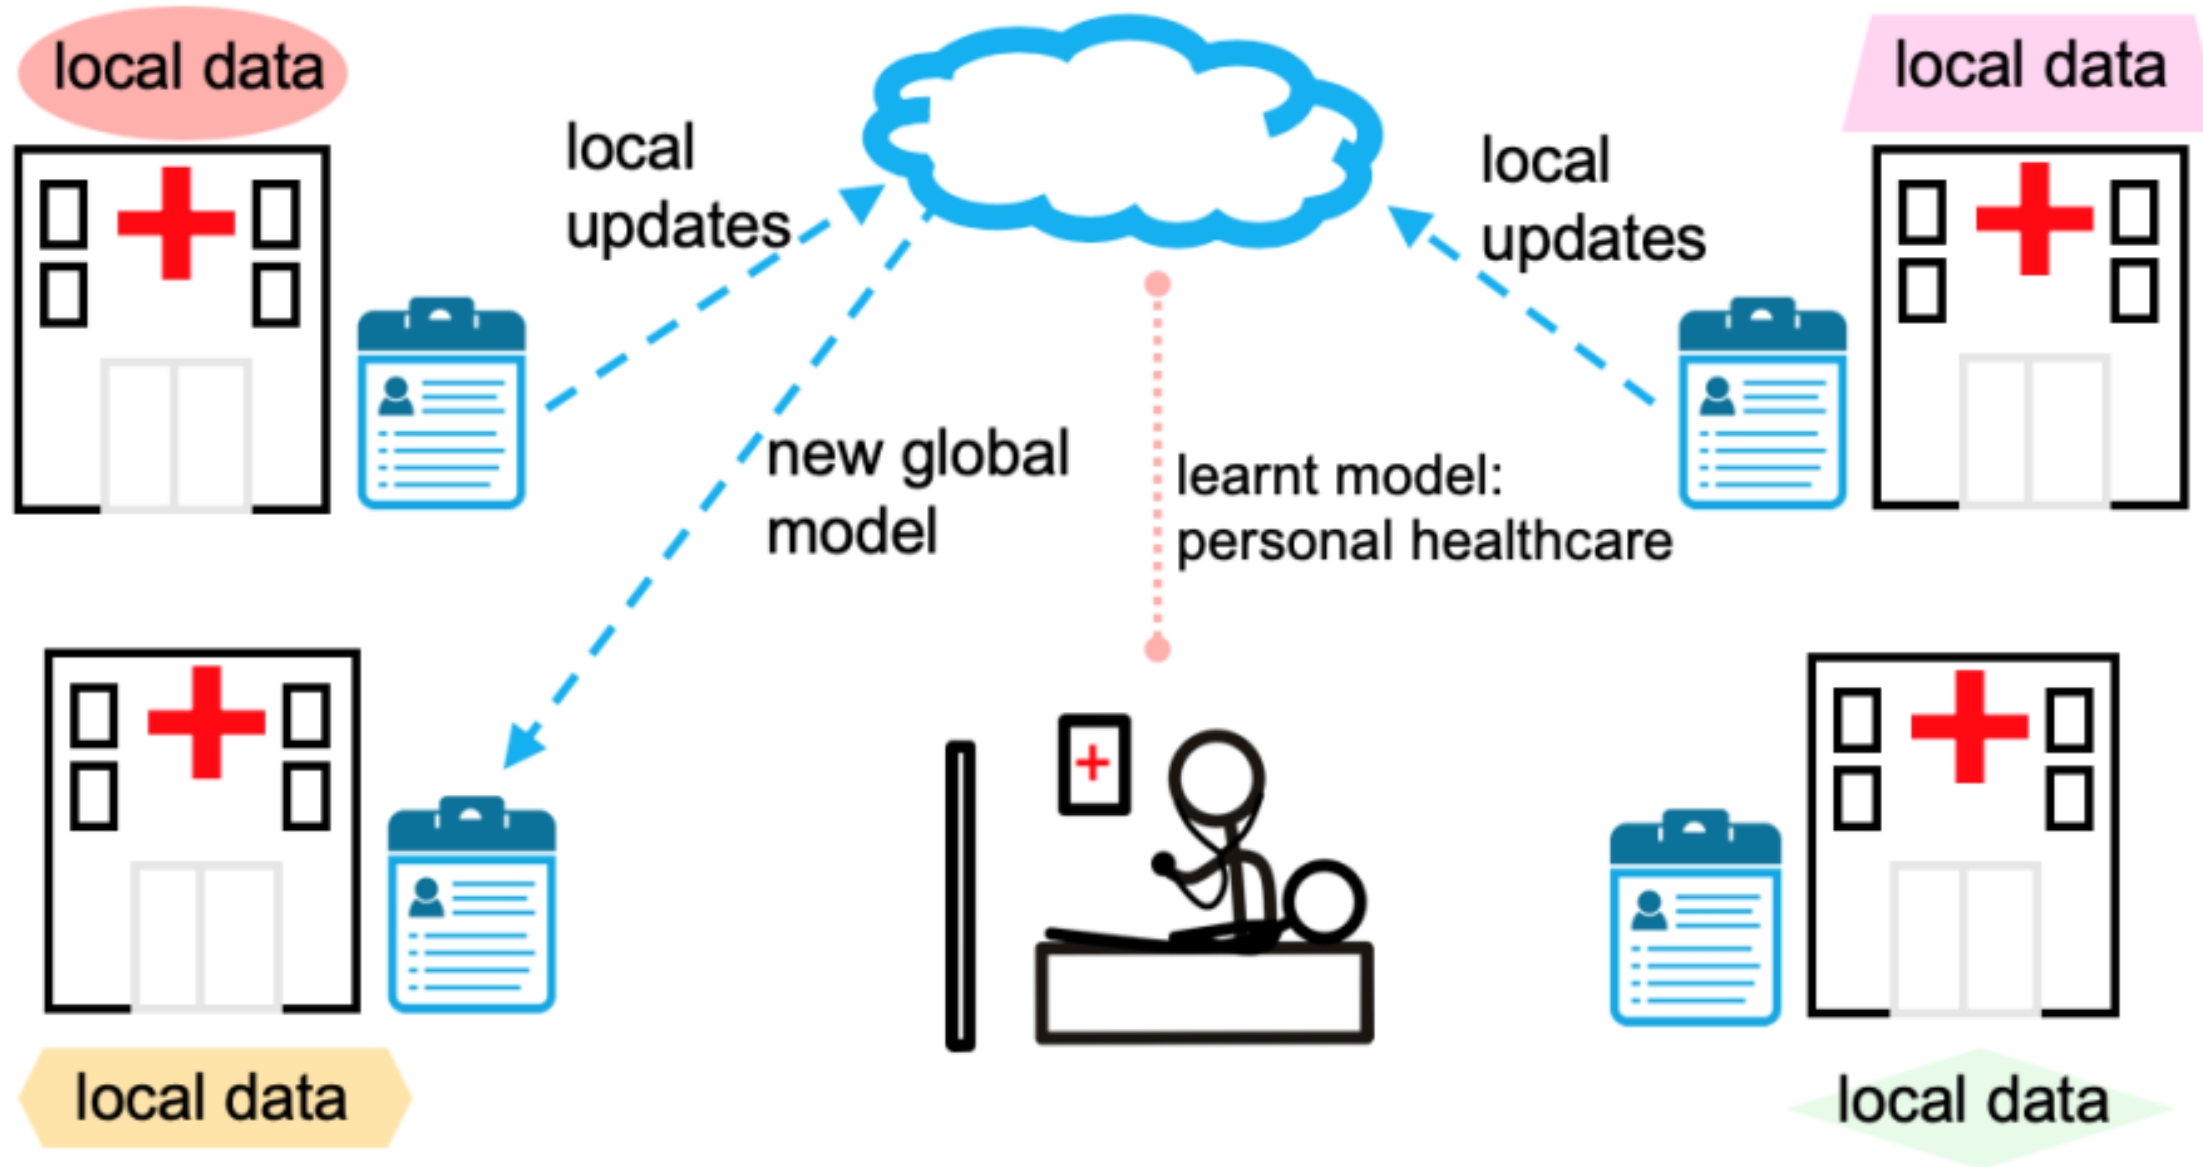 local data
local data
local
updates
local
updates
new global
model
learnt model:
personal healthcare
local data
local data